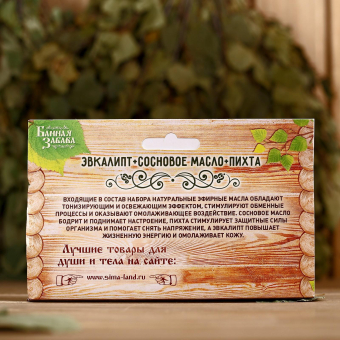 Банная
Забава
ЭВКАЛИПТ+СОСНОВОЕ МАСЛО+ПИХТА
ВХОДЯЩИЕ В СОСТАВ НАБОРА НАТУРАЛЬНЫЕ ЭФИРНЫЕ МАСЛА ОБЛАДАЮТ
ТОНИЗИРУЮЩИМ И ОСВЕЖАЮЩИМ ЭФФЕКТОМ, СТИМУЛИРУЮТ ОБМЕННЫЕ
ПРОЦЕССЫ И ОКАЗЫВАЮТ ОМОЛАЖИВАЮЩЕЕ ВОЗДЕЙСТВИЕ. СОСНОВОЕ МАСЛО
БОДРИТ И ПОДНИМАЕТ НАСТРОЕНИЕ, ПИХТА СТИМУЛИРУЕТ ЗАЩИТНЫЕ СИЛЫ
ОРГАНИЗМА И ПОМОГАЕТ СНЯТЬ НАПРЯЖЕНИЕ, А ЭВКАЛИПТ ПОВЫШАЕТ
ЖИЗНЕННУЮ ЭНЕРГИЮ И ОМОЛАЖИВАЕТ КОЖУ.
Лучшие товары для
души и тела на сайте:
www.sima-land.ru